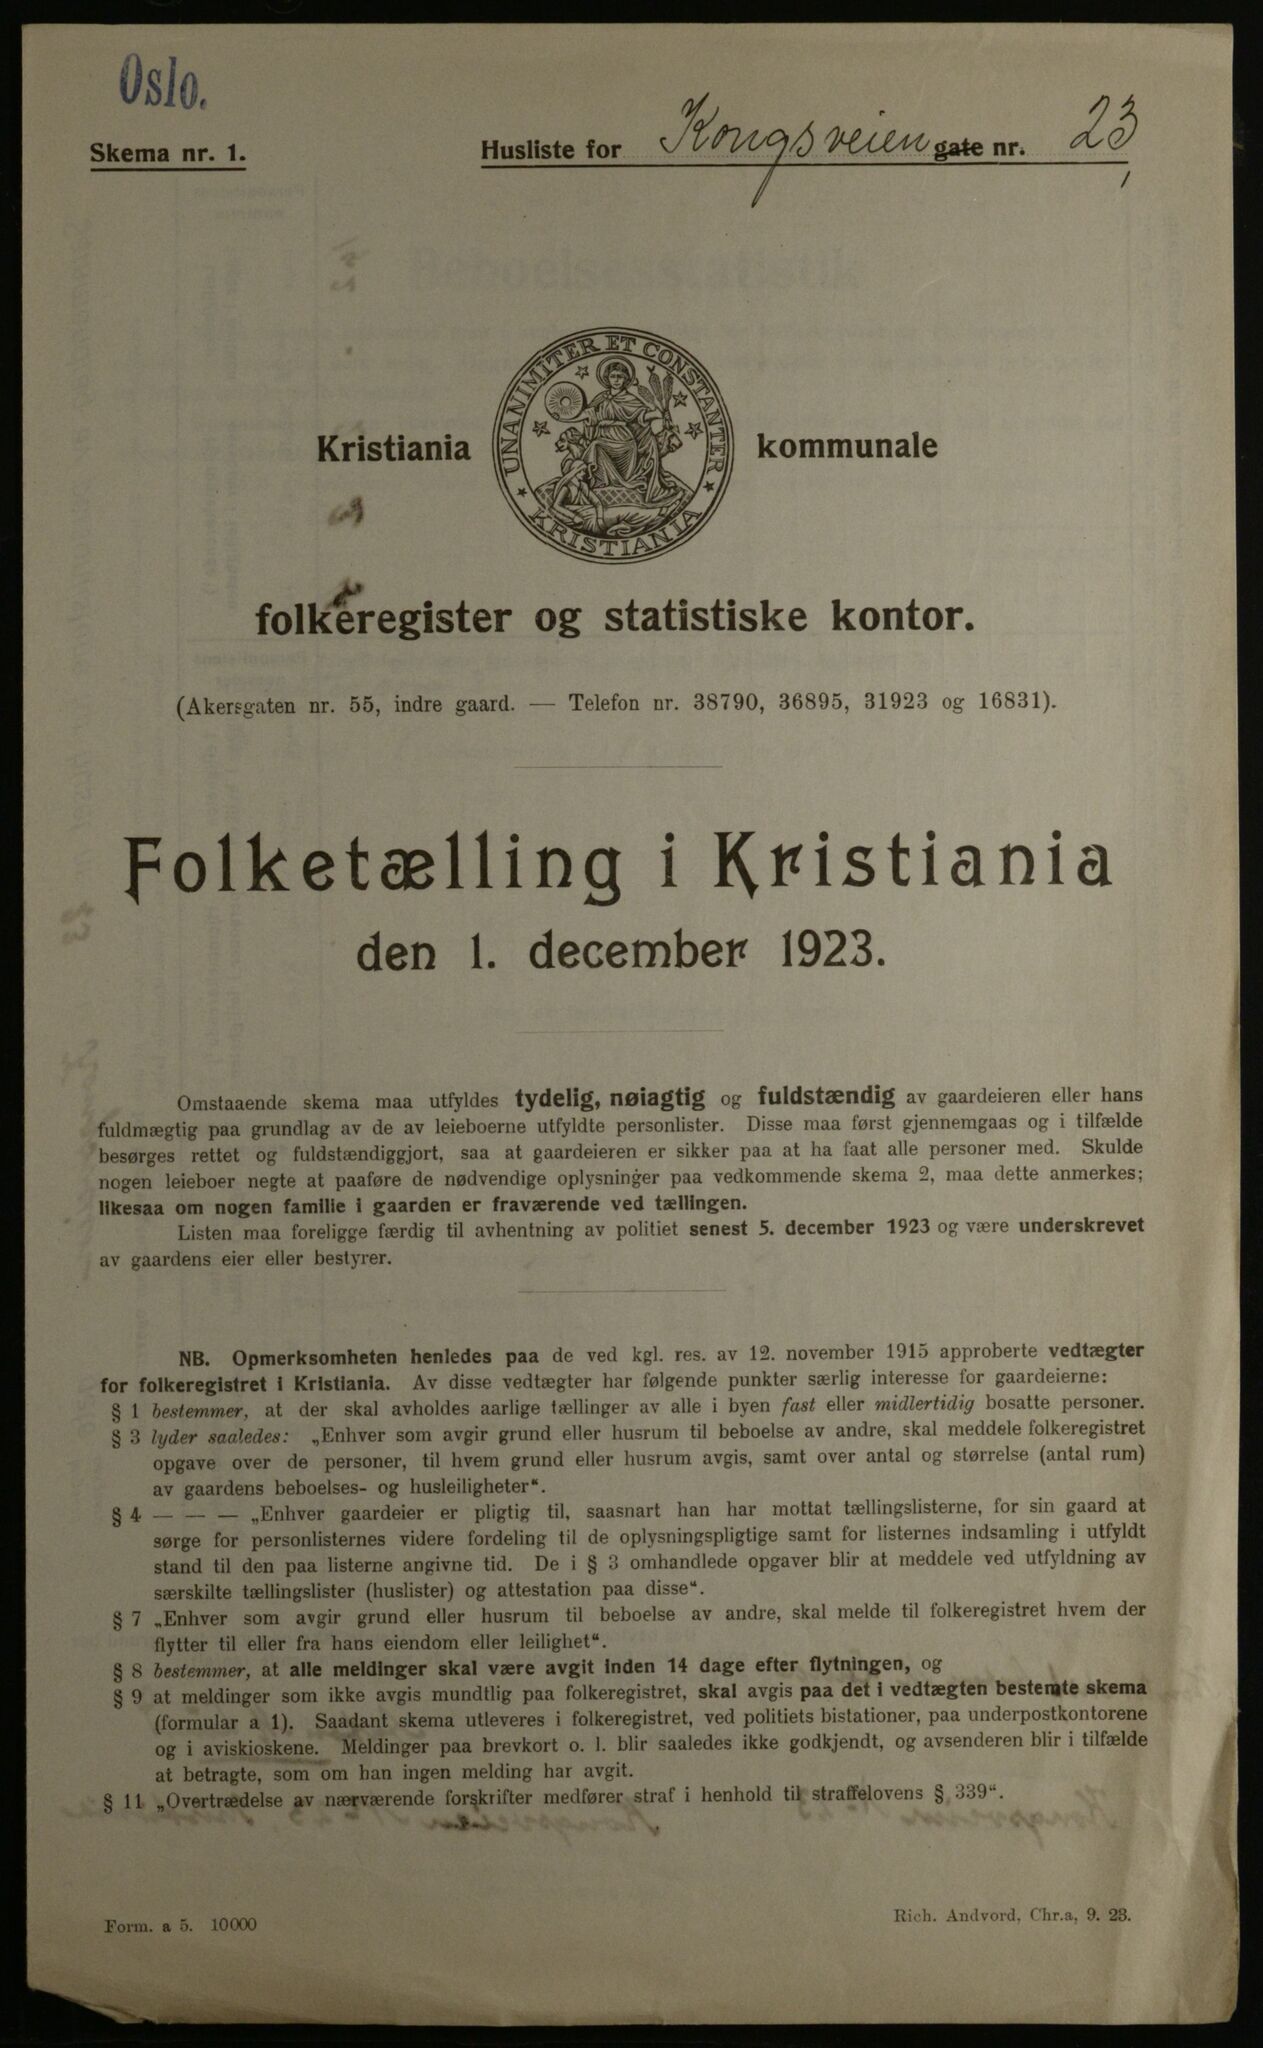 Oslo.
Skema nr. 1.
Husliste for Kongsveien gate nr. 23
UNANIMITER ET CONSTANTER
KRISTIANIA
Kristiania kommunale
folkeregister og statistiske kontor.
(Akersgaten nr. 55, indre gaard. — Telefon nr. 38790, 36895, 31923 og 16831).
Folketælling i Kristiania
den 1. december 1923.
Omstaaende skema maa utfyldes tydelig, nøiagtig og fuldstændig av gaardeieren eller hans
fuldmægtig paa grundlag av de av leieboerne utfyldte personlister. Disse maa først gjennemgaas og i tilfælde
besørges rettet og fuldstændiggjort, saa at gaardeieren er sikker paa at ha faat alle personer med. Skulde
nogen leieboer negte at paaføre de nødvendige oplysninger paa vedkommende skema 2, maa dette anmerkes;
likesaa om nogen familie i gaarden er fraværende ved tællingen.
Listen maa foreligge færdig til avhentning av politiet senest 5. december 1923 og være underskrevet
av gaardens eier eller bestyrer.
NB. Opmerksomheten henledes paa de ved kgl. res. av 12. november 1915 approberte vedtægter
for folkeregistret i Kristiania. Av disse vedtægter har følgende punkter særlig interesse for gaardeierne:
§ 1 bestemmer, at der skal avholdes aarlige tællinger av alle i byen fast eller midlertidig bosatte personer.
§ 3 lyder saaledes: „Enhver som avgir grund eller husrum til beboelse av andre, skal meddele folkeregistret
opgave over de personer, til hvem grund eller husrum avgis, samt over antal og størrelse (antal rum)
av gaardens beboelses- og husleiligheter“.
§ 4 — — — „Enhver gaardeier er pligtig til, saasnart han har mottat tællingslisterne, for sin gaard at
sørge for personlisternes videre fordeling til de oplysningspligtige samt for listernes indsamling i utfyldt
stand til den paa listerne angivne tid. De i § 3 omhandlede opgaver blir at meddele ved utfyldning av
særskilte tællingslister (huslister) og attestation paa disse“.
§ 7 „Enhver som avgir grund eller husrum til beboelse av andre, skal melde til folkeregistret hvem der
flytter til eller fra hans eiendom eller leilighet“.
§ 8 bestemmer, at alle meldinger skal være avgit inden 14 dage efter flytningen, og
§ 9 at meldinger som ikke avgis mundtlig paa folkeregistret, skal avgis paa det i vedtægten bestemte skema
(formular a 1). Saadant skema utleveres i folkeregistret, ved politiets bistationer, paa underpostkontorene
og i aviskioskene. Meldinger paa brevkort o. l. blir saaledes ikke godkjendt, og avsenderen blir i tilfælde
at betragte, som om han ingen melding har avgit.
§ 11 „Overtrædelse av nærværende forskrifter medfører straf i henhold til straffelovens § 339“.
Form. a 5. 10000
Rich. Andvord, Chr.a, 9. 23.